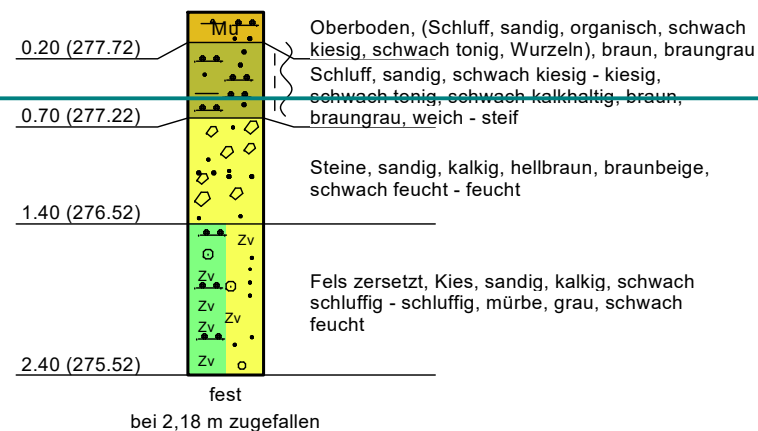 Mu
Oberboden, (Schluff, sandig, organisch, schwach
kiesig, schwach tonig, Wurzeln), braun, braungrau
0.20 (277.72)
Schluff, sandig, schwach kiesig - kiesig,
schwach tonig, schwach kalkhaltig, braun,
braungrau, weich - steif
0.70 (277.22)
Steine, sandig, kalkig, hellbraun, braunbeige,
schwach feucht - feucht
1.40 (276.52)
Zv
Zv
Zv
Zv
Zv
Zv
Fels zersetzt, Kies, sandig, kalkig, schwach
schluffig - schluffig, mürbe, grau, schwach
feucht
2.40 (275.52)
fest
bei 2,18 m zugefallen